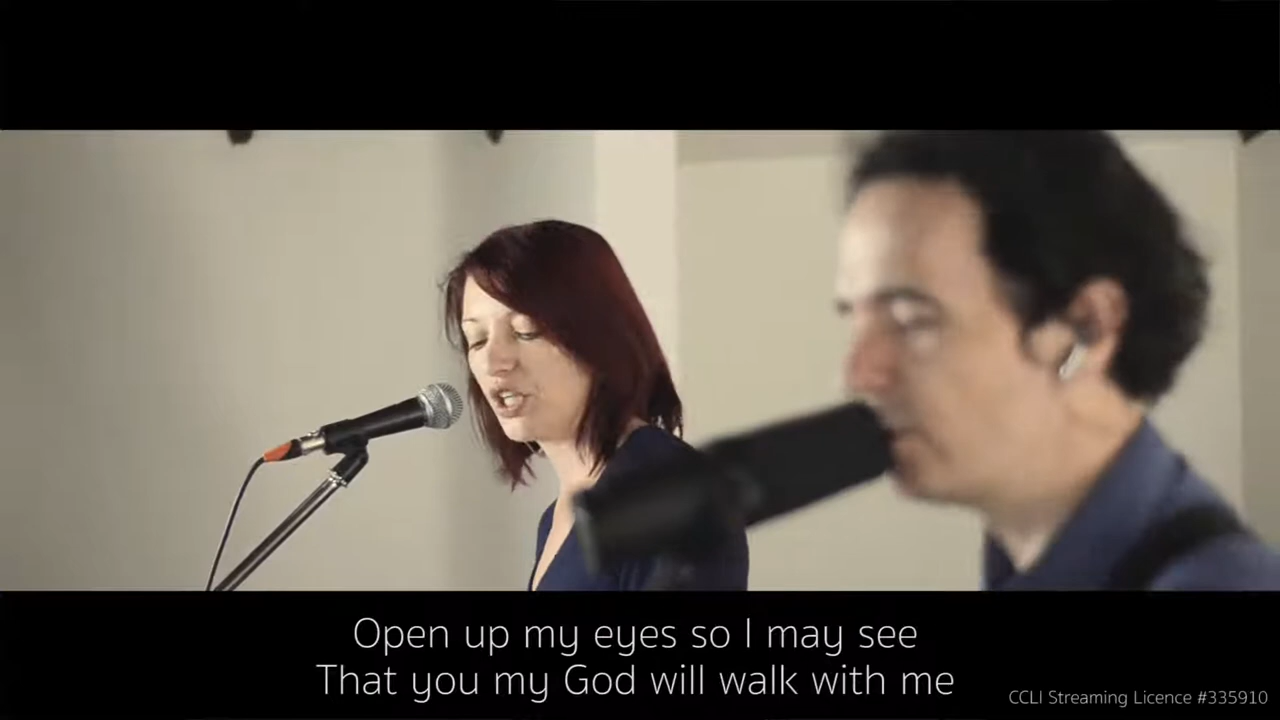 Open up my eyes so I may see
That you my God will walk with me
CCLI Streaming Licence #335910